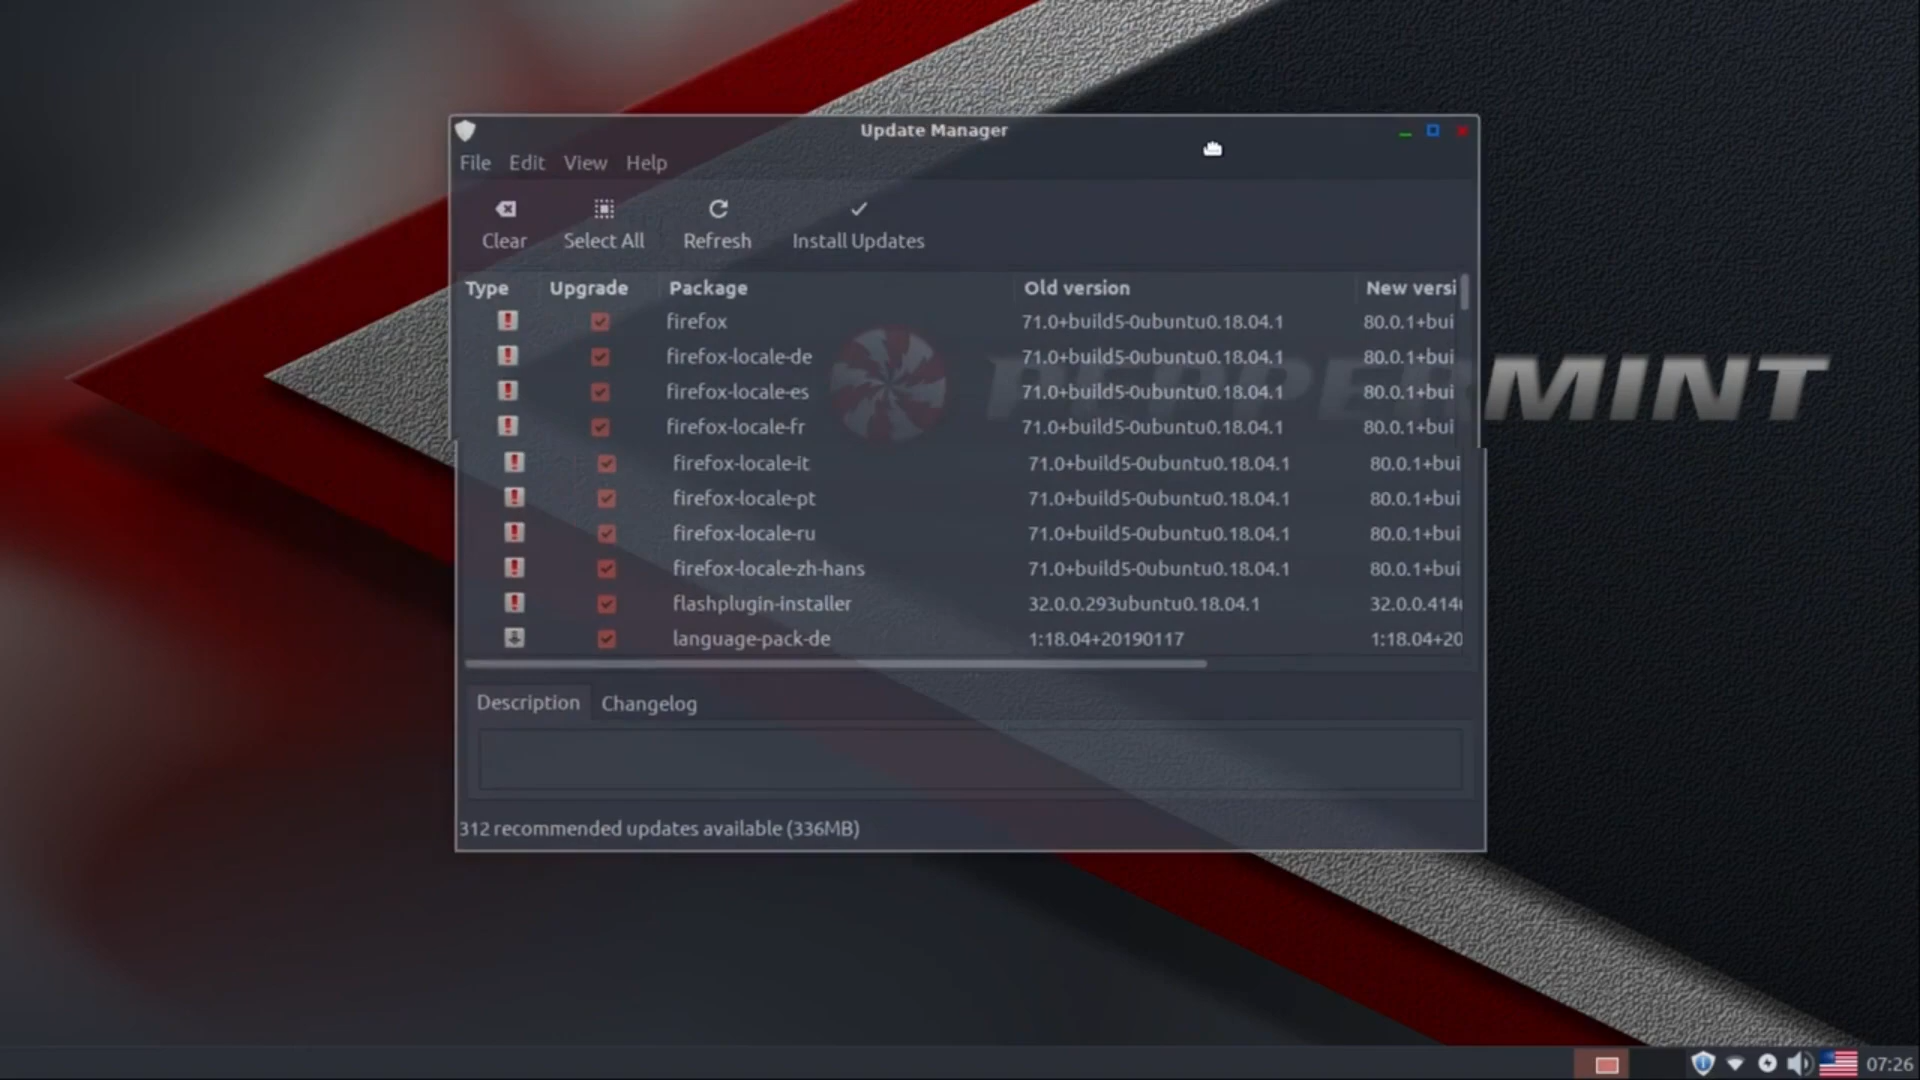 Update Manager
File Edit View Help
Clear Select All Refresh Install Updates
Type Upgrade Package Old version New versi
firefox 71.0+build5-0ubuntu0.18.04.1 80.0.1+bui
firefox-locale-de 71.0+build5-0ubuntu0.18.04.1 80.0.1+bui
firefox-locale-es 71.0+build5-0ubuntu0.18.04.1 80.0.1+bui
PEPPERMINT
firefox-locale-fr 71.0+build5-0ubuntu0.18.04.1 80.0.1+bui
firefox-locale-it 71.0+build5-0ubuntu0.18.04.1 80.0.1+bui
firefox-locale-pt 71.0+build5-0ubuntu0.18.04.1 80.0.1+bui
firefox-locale-ru 71.0+build5-0ubuntu0.18.04.1 80.0.1+bui
firefox-locale-zh-hans 71.0+build5-0ubuntu0.18.04.1 80.0.1+bui
flashplugin-installer 32.0.0.293ubuntu0.18.04.1 32.0.0.414
language-pack-de 1:18.04+20190117 1:18.04+20
Description Changelog
312 recommended updates available (336MB)
07:26